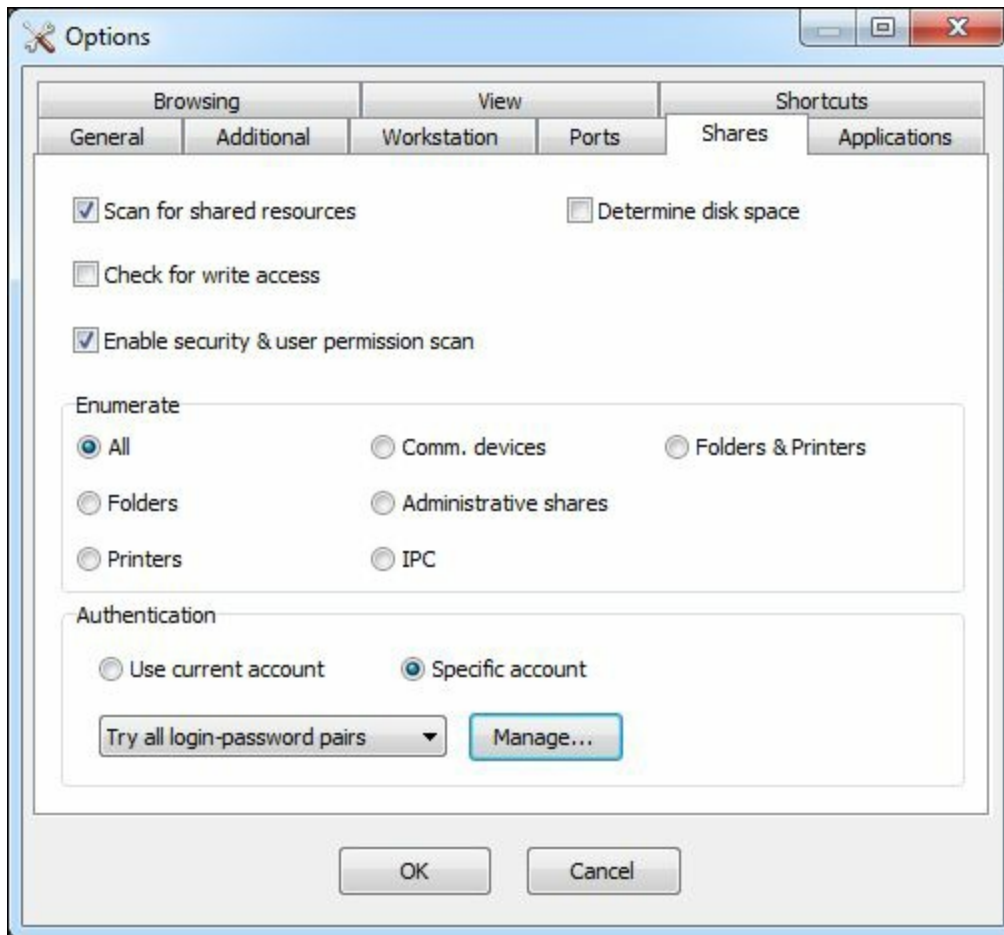 Options
Browsing View Shortcuts
General Additional Workstation Ports Shares Applications
Scan for shared resources Determine disk space
Check for write access
Enable security & user permission scan
Enumerate
All Comm. devices Folders & Printers
Folders Administrative shares
Printers IPC
Authentication
Use current account Specific account
Try all login-password pairs Manage...
OK Cancel